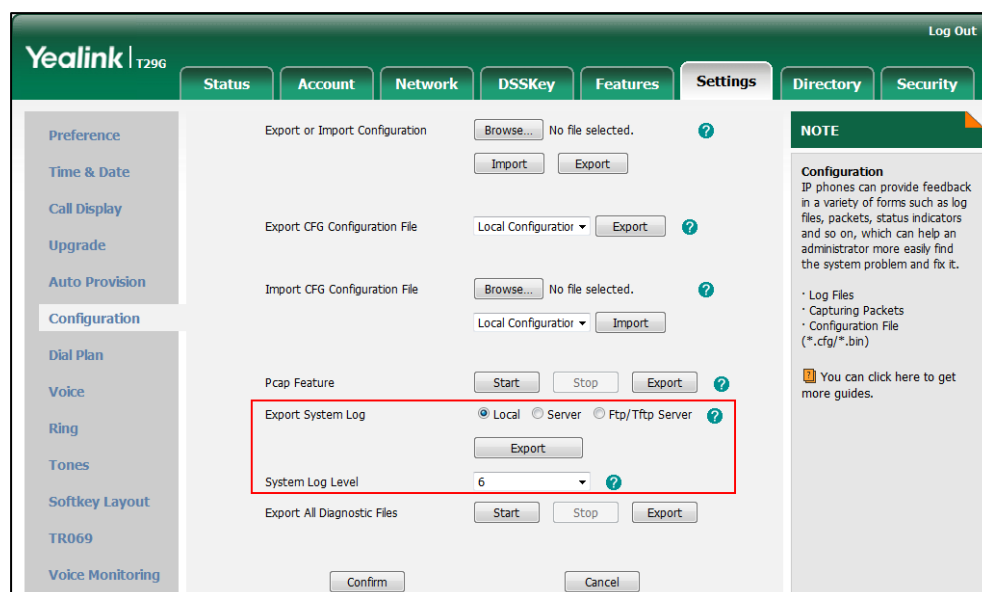 Log Out
Yealink T29G
Status Account Network DSSKey Features Settings Directory Security
Preference
Time & Date
Call Display
Upgrade
Auto Provision
Configuration
Dial Plan
Voice
Ring
Tones
Softkey Layout
TR069
Voice Monitoring
Export or Import Configuration Browse... No file selected. ?
Import Export
Export CFG Configuration File Local Configuration Export ?
Import CFG Configuration File Browse... No file selected. ?
Local Configuration Import
Pcap Feature Start Stop Export ?
Export System Log Local Server Ftp/Tftp Server ?
Export
System Log Level 6 ?
Export All Diagnostic Files Start Stop Export
Confirm Cancel
NOTE
Configuration
IP phones can provide feedback
in a variety of forms such as log
files, packets, status indicators
and so on, which can help an
administrator more easily find
the system problem and fix it.
· Log Files
· Capturing Packets
· Configuration File
(*.cfg/*.bin)
? You can click here to get
more guides.